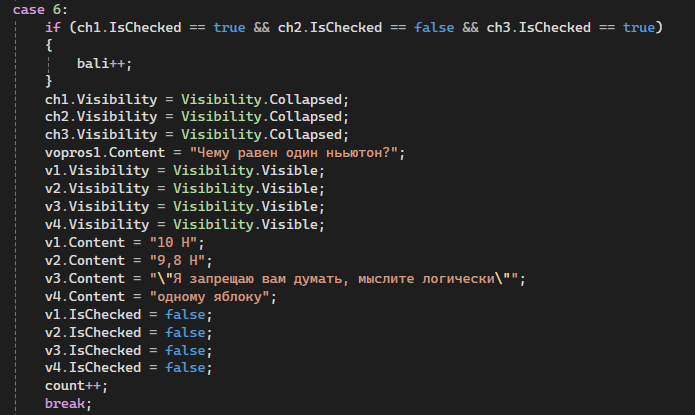 case 6:
if (ch1.IsChecked == true && ch2.IsChecked == false && ch3.IsChecked == true)
{
bali++;
}
ch1.Visibility = Visibility.Collapsed;
ch2.Visibility = Visibility.Collapsed;
ch3.Visibility = Visibility.Collapsed;
vopros1.Content = "Чему равен один нььютон?";
v1.Visibility = Visibility.Visible;
v2.Visibility = Visibility.Visible;
v3.Visibility = Visibility.Visible;
v4.Visibility = Visibility.Visible;
v1.Content = "10 Н";
v2.Content = "9,8 Н";
v3.Content = "\"Я запрещаю вам думать, мыслите логически\"";
v4.Content = "одному яблоку";
v1.IsChecked = false;
v2.IsChecked = false;
v3.IsChecked = false;
v4.IsChecked = false;
count++;
break;